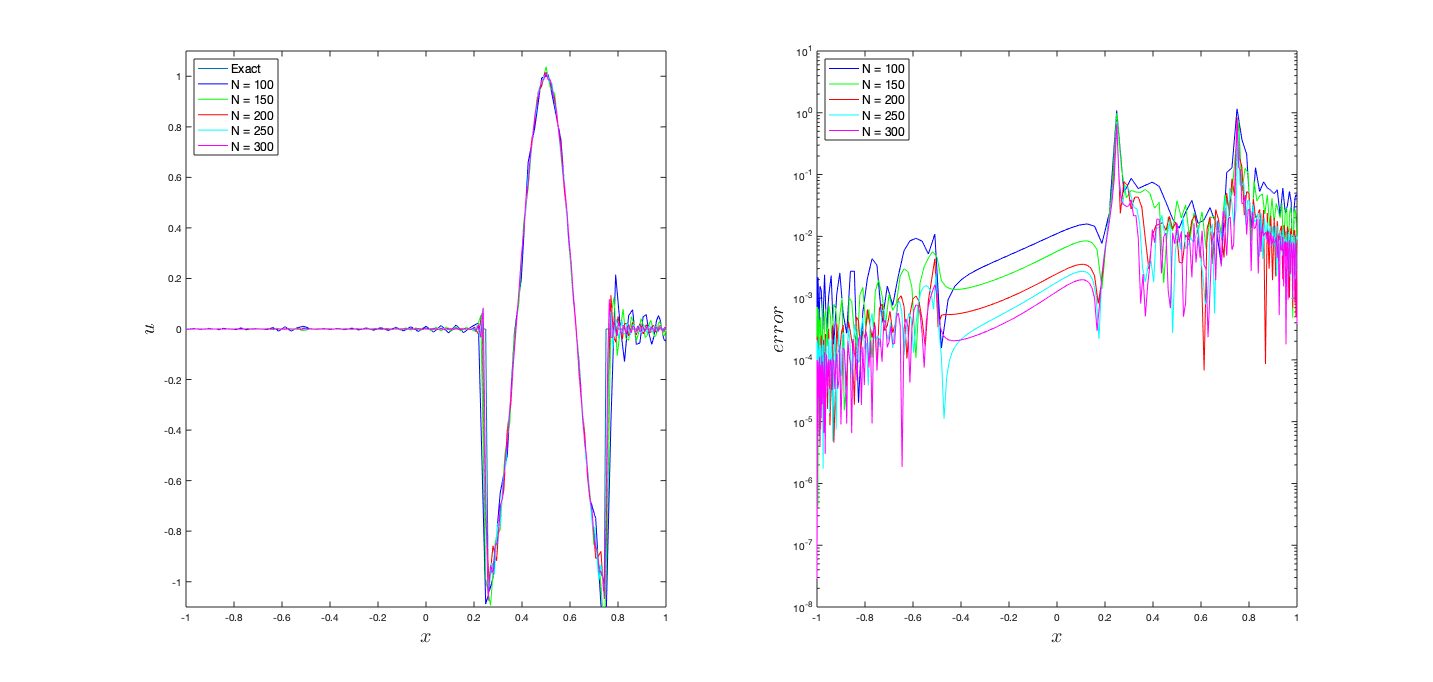 Exact
N = 100
N = 150
N = 200
N = 250
N = 300
1
0.8
0.6
0.4
0.2
0
-0.2
-0.4
-0.6
-0.8
-1
u
-1 -0.8 -0.6 -0.4 -0.2 0 0.2 0.4 0.6 0.8 1
x
N = 100
N = 150
N = 200
N = 250
N = 300
10^1
10^0
10^-1
10^-2
10^-3
10^-4
10^-5
10^-6
10^-7
10^-8
error
-1 -0.8 -0.6 -0.4 -0.2 0 0.2 0.4 0.6 0.8 1
x